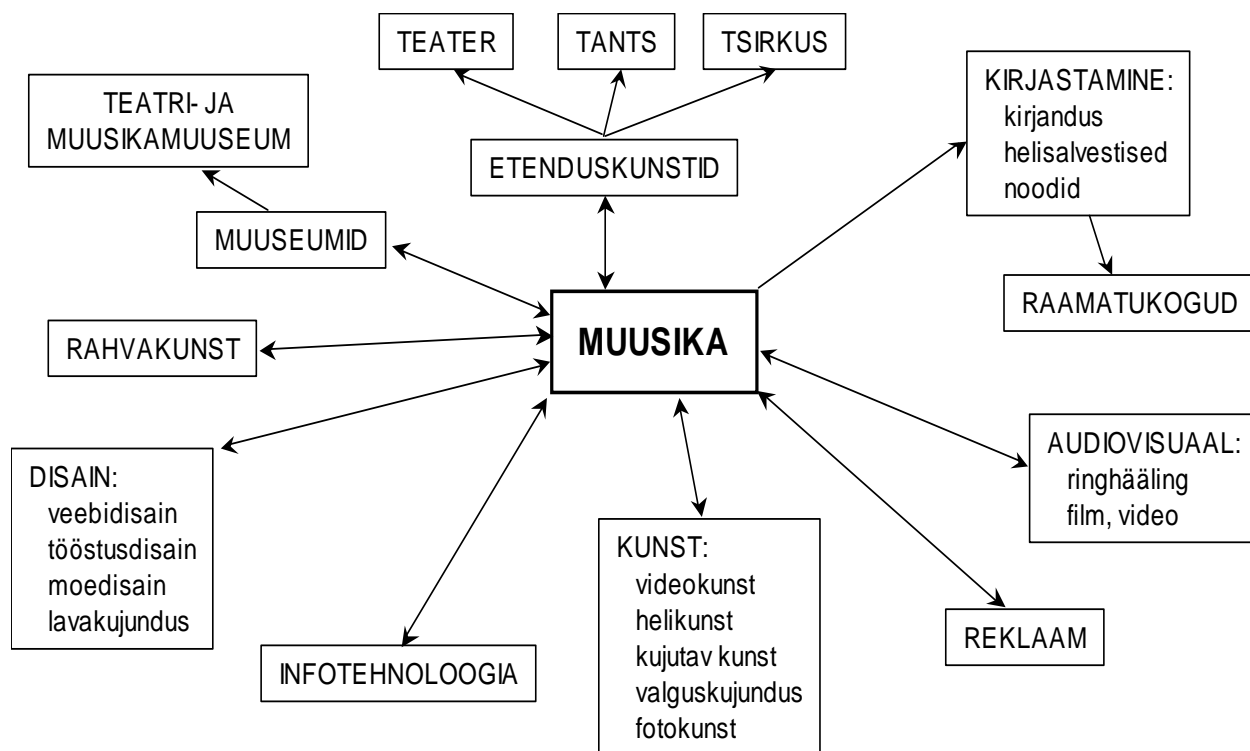 TEATER
TANTS
TSIRKUS
TEATRI- JA
MUUSIKAMUUSEUM
ETENDUSKUNSTID
KIRJASTAMINE:
kirjandus
helisalvestised
noodid
MUUSEUMID
RAAMATUKOGUD
RAHVAKUNST
MUUSIKA
DISAIN:
veebidisain
tööstusdisain
moedisain
lavakujundus
AUDIOVISUAAL:
ringhääling
film, video
KUNST:
videokunst
helikunst
kujutav kunst
valguskujundus
fotokunst
INFOTEHNOLOOGIA
REKLAAM